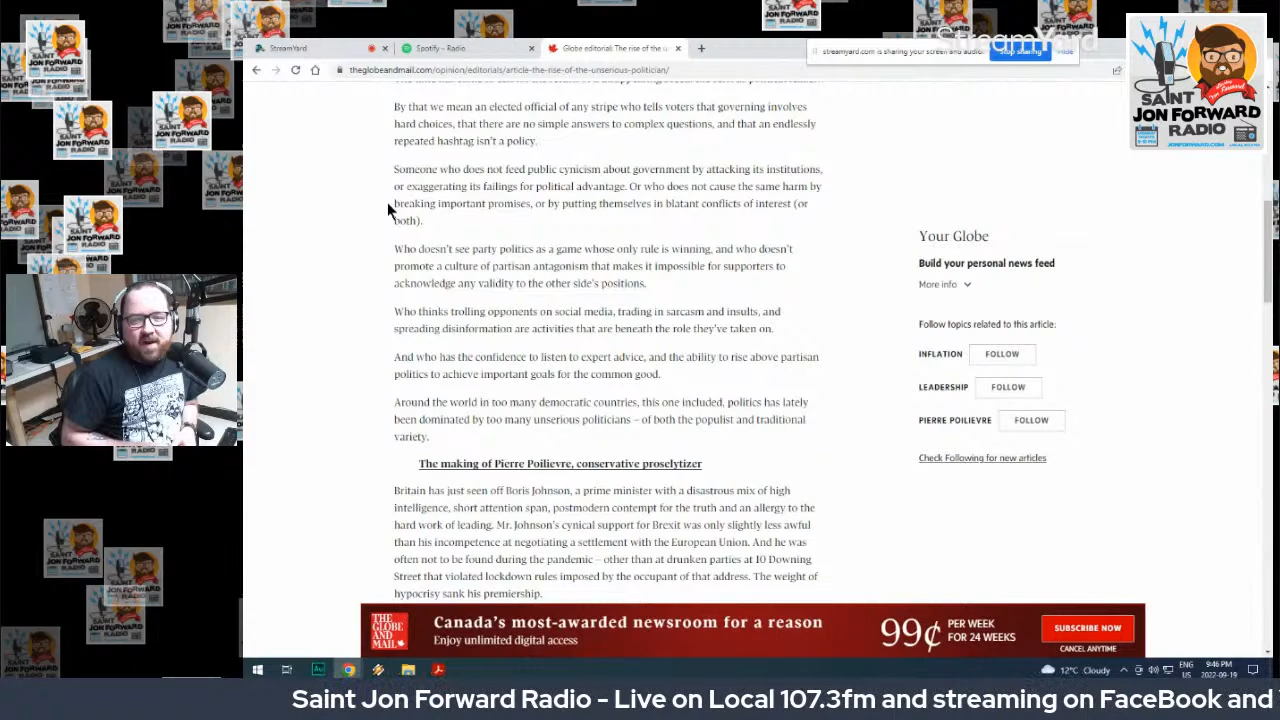 StreamYard
Spotify – Radio
Globe editorial: The rise of the u
streamyard.com is sharing your screen and audio.
Hide
StreamYard
theglobeandmail.com/opinion/editorials/article-the-rise-of-the-unserious-politician/
SAINT
JON FORWARD
RADIO
JONFORWARD.COM
By that we mean an elected official of any stripe who tells voters that governing involves
hard choices, that there are no simple answers to complex questions, and that an endlessly
repeated hashtag isn't a policy.
Someone who does not feed public cynicism about government by attacking its institutions,
or exaggerating its failings for political advantage. Or who does not cause the same harm by
breaking important promises, or by putting themselves in blatant conflicts of interest (or
both).
Who doesn't see party politics as a game whose only rule is winning, and who doesn't
promote a culture of partisan antagonism that makes it impossible for supporters to
acknowledge any validity to the other side's positions.
Who thinks trolling opponents on social media, trading in sarcasm and insults, and
spreading disinformation are activities that are beneath the role they've taken on.
And who has the confidence to listen to expert advice, and the ability to rise above partisan
politics to achieve important goals for the common good.
Around the world in too many democratic countries, this one included, politics has lately
been dominated by too many unserious politicians – of both the populist and traditional
variety.
The making of Pierre Poilievre, conservative proselytizer
Britain has just seen off Boris Johnson, a prime minister with a disastrous mix of high
intelligence, short attention span, postmodern contempt for the truth and an allergy to the
hard work of leading. Mr. Johnson's cynical support for Brexit was only slightly less awful
than his incompetence at negotiating a settlement with the European Union. And he was
often not to be found during the pandemic – other than at drunken parties at 10 Downing
Street that violated lockdown rules imposed by the occupant of that address. The weight of
hypocrisy sank his premiership.
Your Globe
Build your personal news feed
More info
Follow topics related to this article:
INFLATION FOLLOW
LEADERSHIP FOLLOW
PIERRE POILIEVRE FOLLOW
Check Following for new articles
THE
GLOBE
AND
MAIL
Canada's most-awarded newsroom for a reason
Enjoy unlimited digital access
99¢ PER WEEK
FOR 24 WEEKS
SUBSCRIBE NOW
CANCEL ANYTIME
Au
12°C Cloudy
ENG
US
9:46 PM
2022-09-19
Saint Jon Forward Radio - Live on Local 107.3fm and streaming on FaceBook and